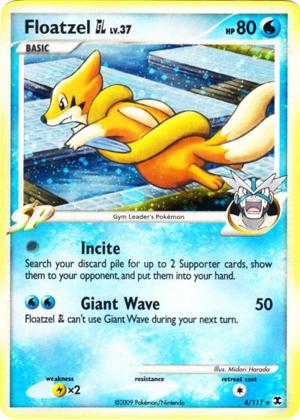 Floatzel GL LV.37
HP 80
BASIC
SP
Gym Leader's Pokémon
Incite
Search your discard pile for up to 2 Supporter cards, show
them to your opponent, and put them into your hand.
Giant Wave 50
Floatzel GL can't use Giant Wave during your next turn.
Illus. Midori Harada
weakness resistance retreat cost
×2
©2009 Pokémon/Nintendo 4/111 ★